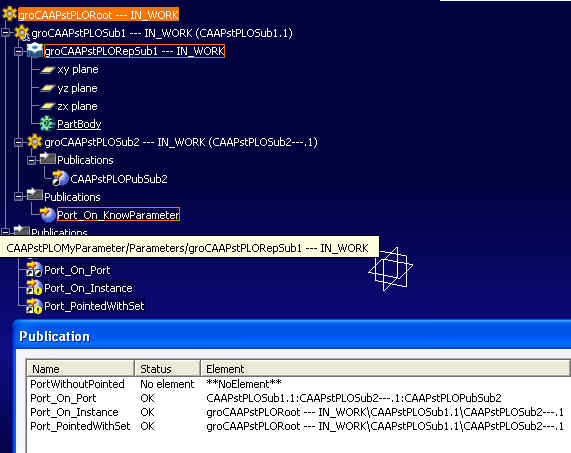 groCAAPstPLORoot --- IN_WORK
groCAAPstPLOSub1 --- IN_WORK (CAAPstPLOSub1.1)
groCAAPstPLORepSub1 --- IN_WORK
xy plane
yz plane
zx plane
PartBody
groCAAPstPLOSub2 --- IN_WORK (CAAPstPLOSub2---.1)
Publications
CAAPstPLOPubSub2
Publications
Port_On_KnowParameter
Publications
CAAPstPLOMyParameter/Parameters/groCAAPstPLORepSub1 --- IN_WORK
Port_On_Port
Port_On_Instance
Port_PointedWithSet
Publication
Name Status Element
PortWithoutPointed No element **NoElement**
Port_On_Port OK CAAPstPLOSub1.1:CAAPstPLOSub2---.1:CAAPstPLOPubSub2
Port_On_Instance OK groCAAPstPLORoot --- IN_WORK\CAAPstPLOSub1.1\CAAPstPLOSub2---.1
Port_PointedWithSet OK groCAAPstPLORoot --- IN_WORK\CAAPstPLOSub1.1\CAAPstPLOSub2---.1